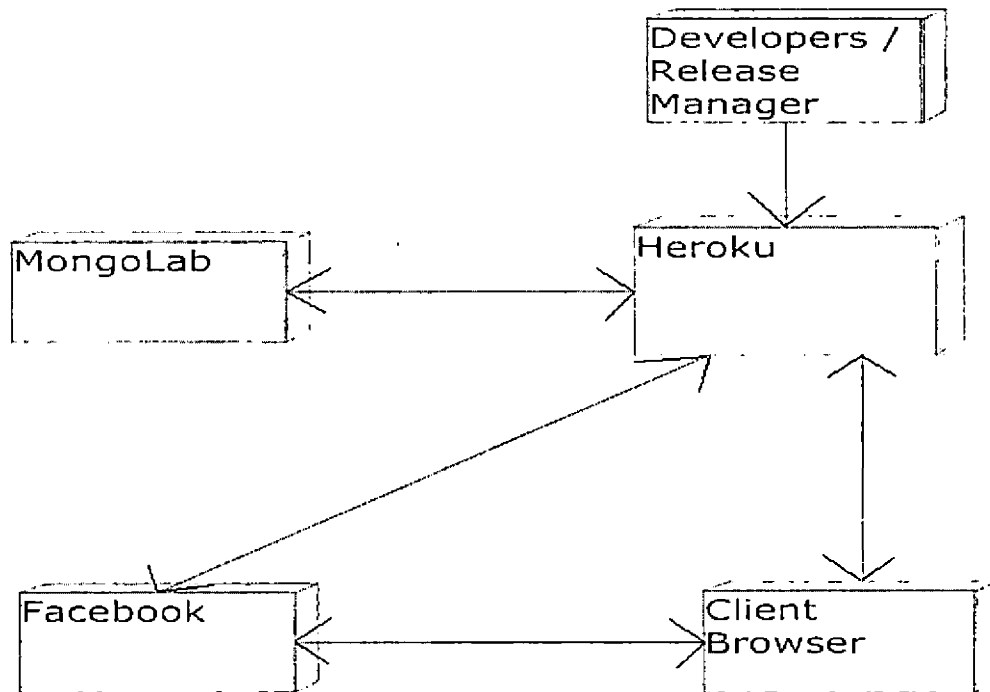 Developers /
Release
Manager
MongoLab
Heroku
Facebook
Client
Browser